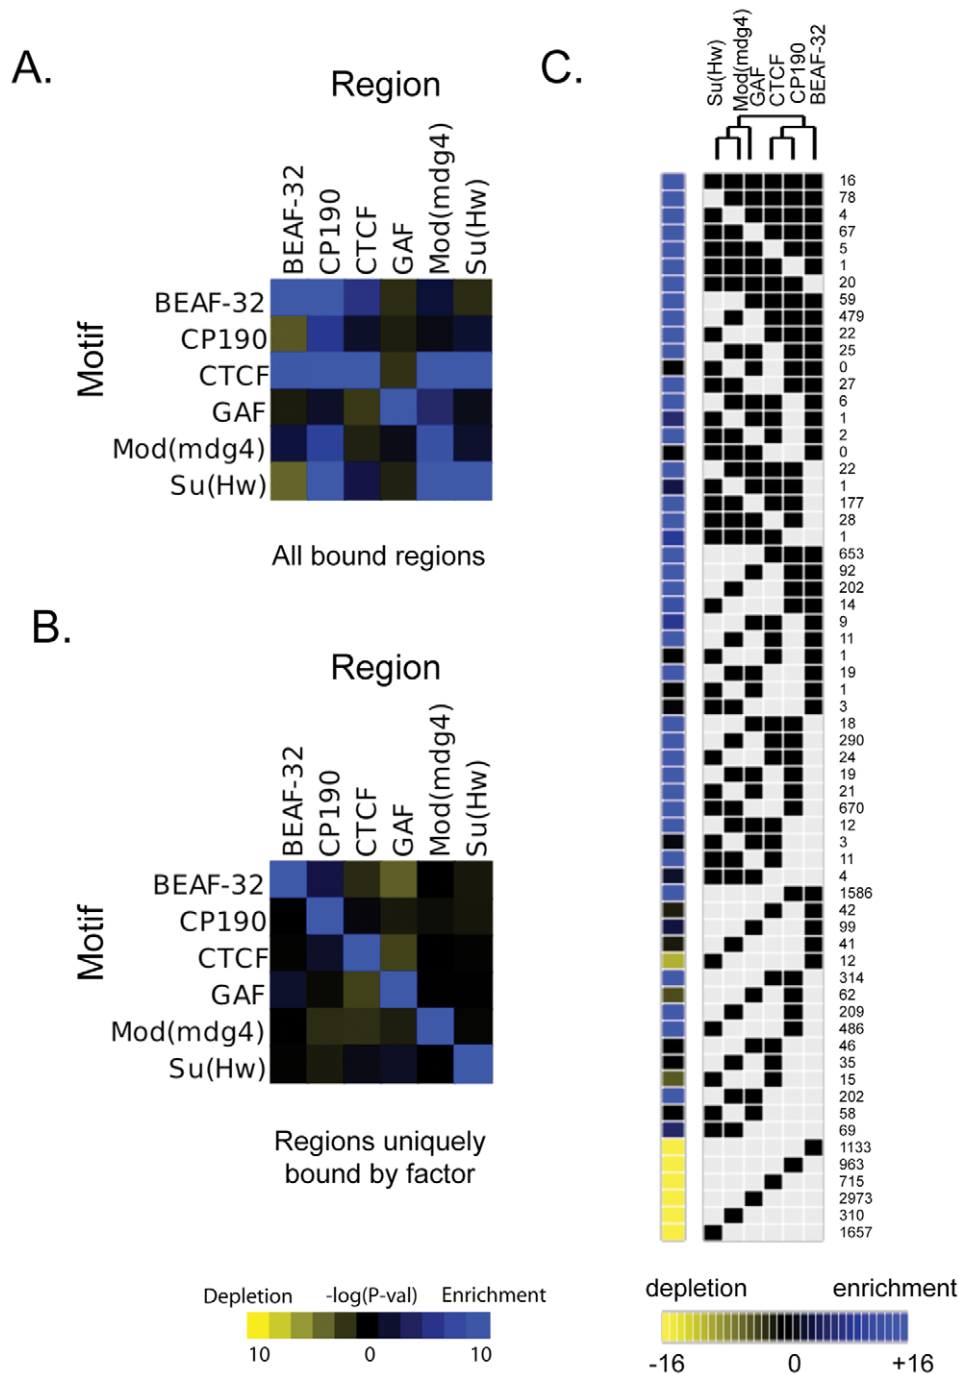 A.
Region
BEAF-32
CP190
CTCF
GAF
Mod(mdg4)
Su(Hw)
Motif
BEAF-32
CP190
CTCF
GAF
Mod(mdg4)
Su(Hw)
All bound regions
B.
Region
BEAF-32
CP190
CTCF
GAF
Mod(mdg4)
Su(Hw)
Motif
BEAF-32
CP190
CTCF
GAF
Mod(mdg4)
Su(Hw)
Regions uniquely
bound by factor
Depletion
-log(P-val)
Enrichment
10
0
10
C.
Su(Hw)
Mod(mdg4)
GAF
CTCF
CP190
BEAF-32
16
78
4
67
5
1
20
59
479
22
25
0
27
6
1
2
0
22
1
177
28
1
653
92
202
14
9
11
1
19
1
3
18
290
24
19
21
670
12
3
11
4
1586
42
99
41
12
314
62
209
486
46
35
15
202
58
69
1133
963
715
2973
310
1657
depletion
enrichment
-16
0
+16